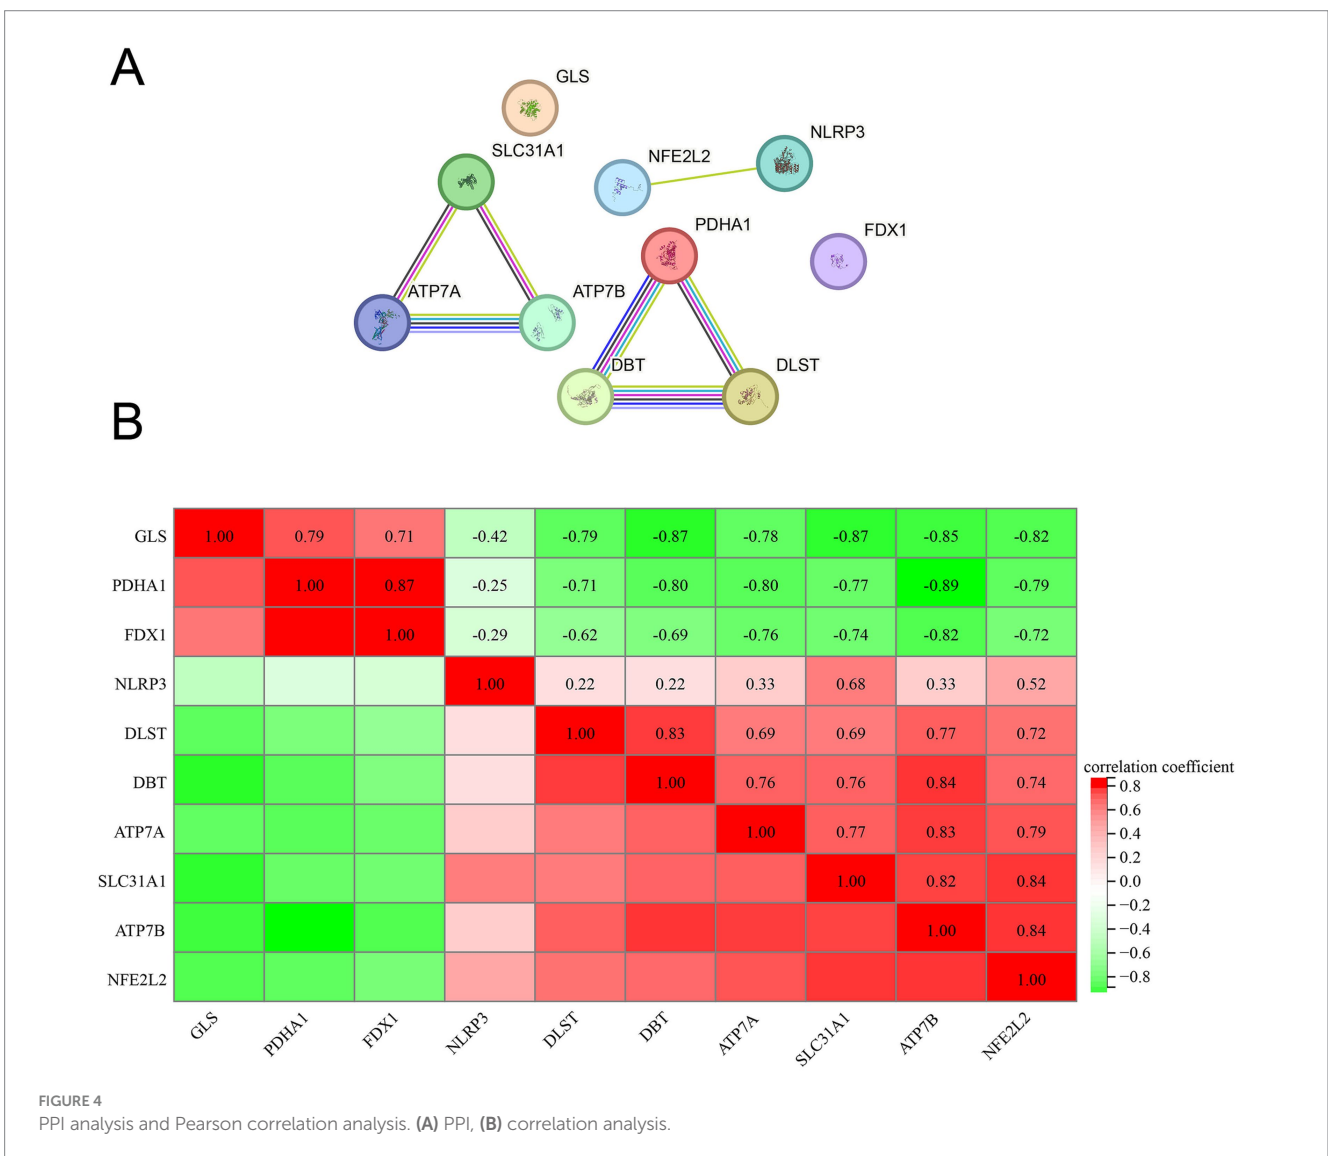 A
GLS
SLC31A1
NFE2L2
NLRP3
PDHA1
FDX1
ATP7A
ATP7B
DBT
DLST
B
GLS 1.00 0.79 0.71 -0.42 -0.79 -0.87 -0.78 -0.87 -0.85 -0.82
PDHA1 1.00 0.87 -0.25 -0.71 -0.80 -0.80 -0.77 -0.89 -0.79
FDX1 1.00 -0.29 -0.62 -0.69 -0.76 -0.74 -0.82 -0.72
NLRP3 1.00 0.22 0.22 0.33 0.68 0.33 0.52
DLST 1.00 0.83 0.69 0.69 0.77 0.72
DBT 1.00 0.76 0.76 0.84 0.74
ATP7A 1.00 0.77 0.83 0.79
SLC31A1 1.00 0.82 0.84
ATP7B 1.00 0.84
NFE2L2 1.00
GLS PDHA1 FDX1 NLRP3 DLST DBT ATP7A SLC31A1 ATP7B NFE2L2
correlation coefficient
0.8
0.6
0.4
0.2
0.0
−0.2
−0.4
−0.6
−0.8
FIGURE 4
PPI analysis and Pearson correlation analysis. (A) PPI, (B) correlation analysis.